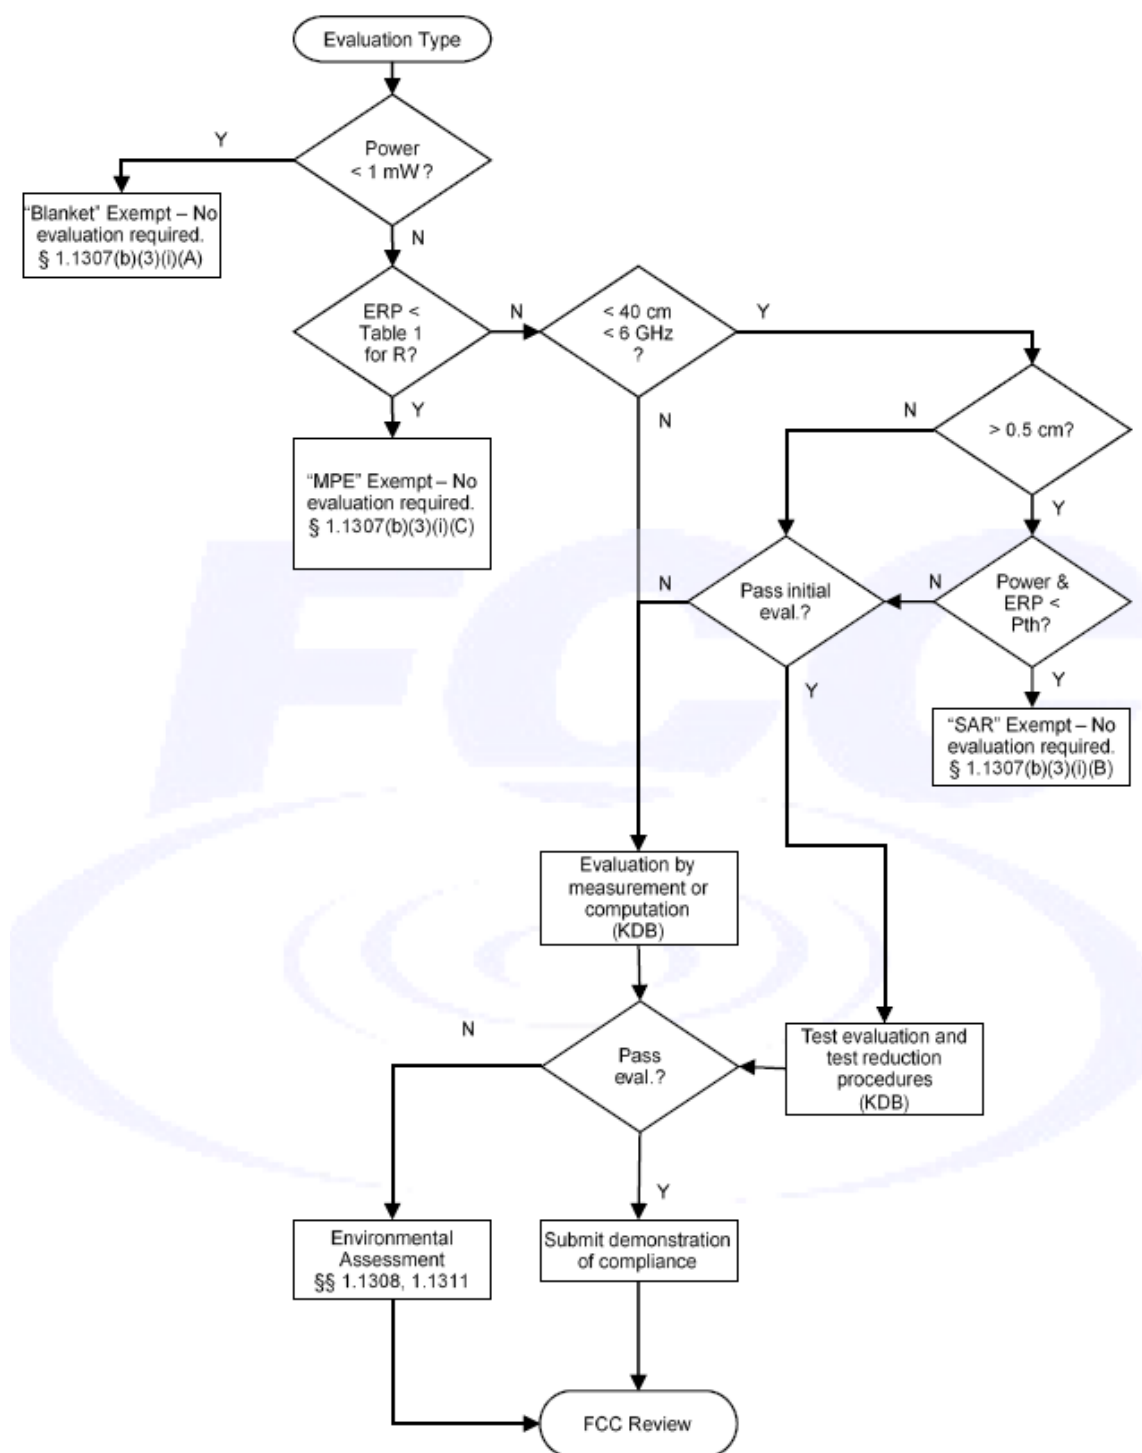 Evaluation Type
Power
< 1 mW?
Y
N
“Blanket” Exempt – No
evaluation required.
§ 1.1307(b)(3)(i)(A)
ERP <
Table 1
for R?
N
Y
< 40 cm
< 6 GHz
?
Y
N
“MPE” Exempt – No
evaluation required.
§ 1.1307(b)(3)(i)(C)
> 0.5 cm?
N
Y
Power &
ERP <
Pth?
N
Y
Pass initial
eval.?
N
Y
“SAR” Exempt – No
evaluation required.
§ 1.1307(b)(3)(i)(B)
FCC
Evaluation by
measurement or
computation
(KDB)
Test evaluation and
test reduction
procedures
(KDB)
Pass
eval.?
N
Y
Environmental
Assessment
§§ 1.1308, 1.1311
Submit demonstration
of compliance
FCC Review